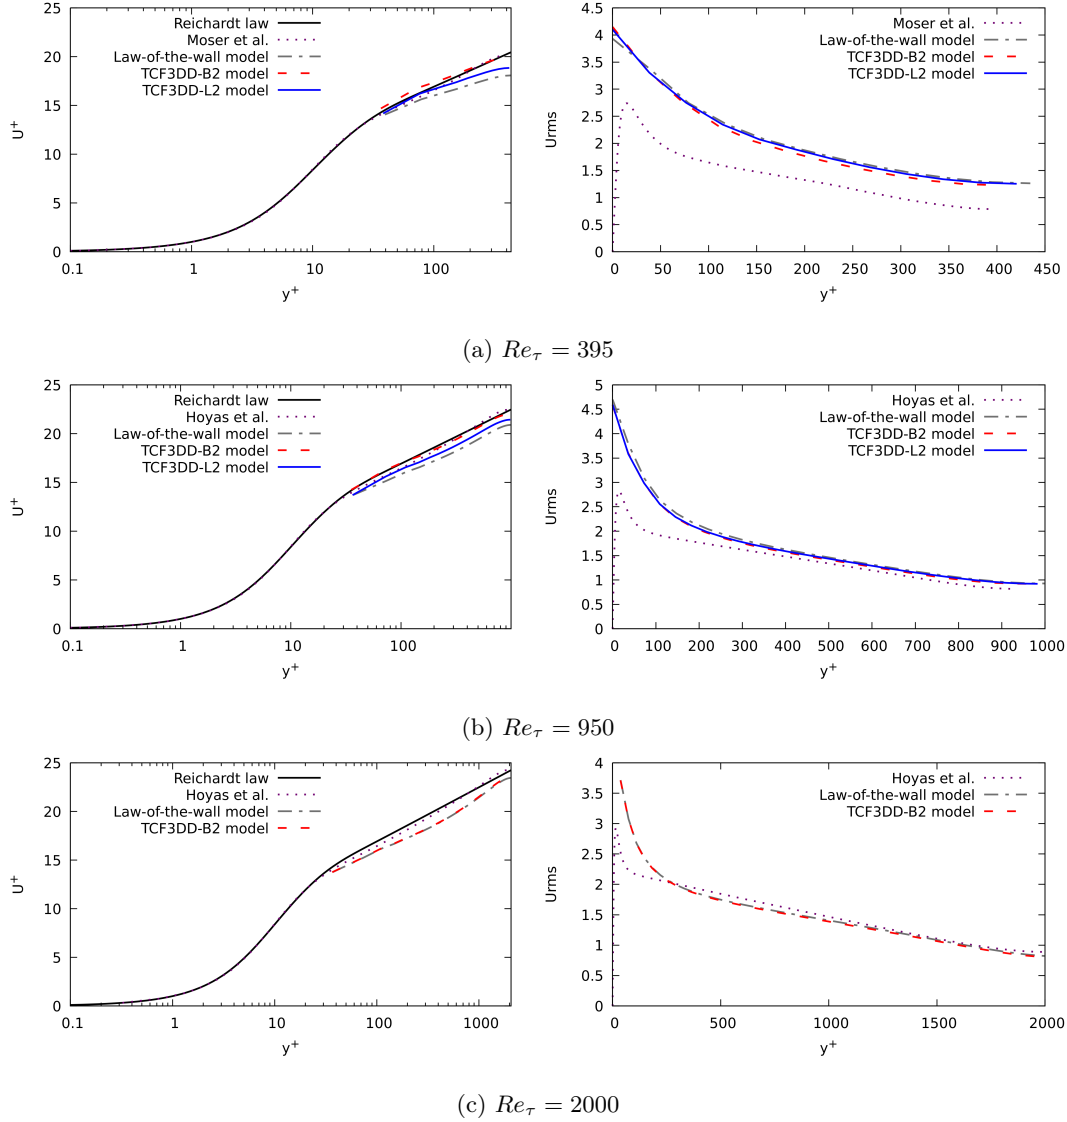 25
20
15
10
5
0
0.1
1
10
100
U+
y+
Reichardt law
Moser et al.
Law-of-the-wall model
TCF3DD-B2 model
TCF3DD-L2 model
4.5
4
3.5
3
2.5
2
1.5
1
0.5
0
0
50
100
150
200
250
300
350
400
450
Urms
y+
Moser et al.
Law-of-the-wall model
TCF3DD-B2 model
TCF3DD-L2 model
(a) Reτ = 395
25
20
15
10
5
0
0.1
1
10
100
U+
y+
Reichardt law
Hoyas et al.
Law-of-the-wall model
TCF3DD-B2 model
TCF3DD-L2 model
5
4.5
4
3.5
3
2.5
2
1.5
1
0.5
0
0
100
200
300
400
500
600
700
800
900
1000
Urms
y+
Hoyas et al.
Law-of-the-wall model
TCF3DD-B2 model
TCF3DD-L2 model
(b) Reτ = 950
25
20
15
10
5
0
0.1
1
10
100
1000
U+
y+
Reichardt law
Hoyas et al.
Law-of-the-wall model
TCF3DD-B2 model
4
3.5
3
2.5
2
1.5
1
0.5
0
0
500
1000
1500
2000
Urms
y+
Hoyas et al.
Law-of-the-wall model
TCF3DD-B2 model
(c) Reτ = 2000